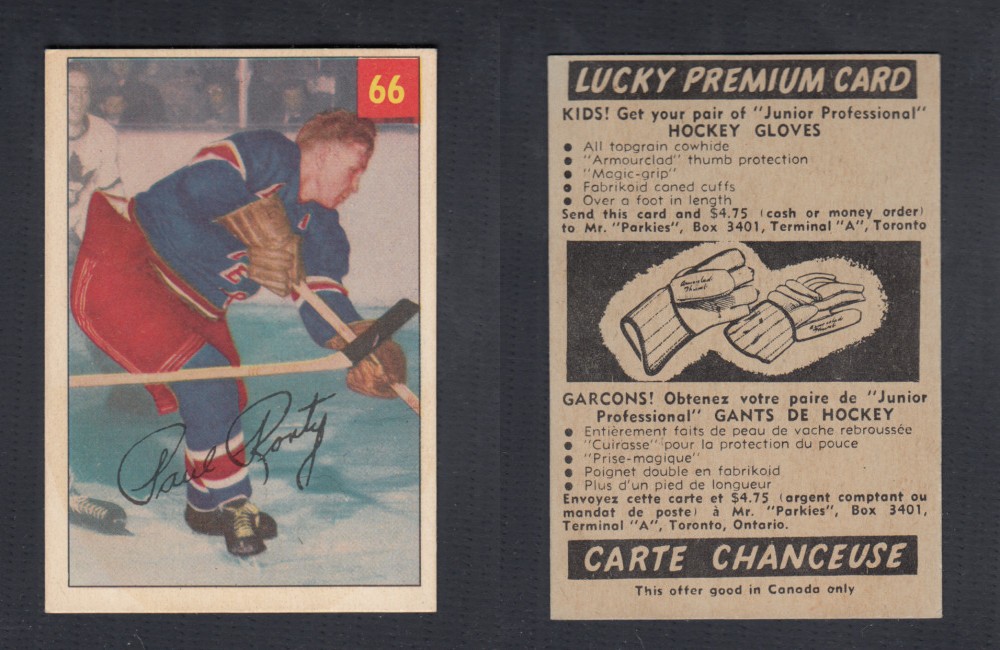 66
Paul Ronty
LUCKY PREMIUM CARD
KIDS! Get your pair of "Junior Professional"
HOCKEY GLOVES
● All topgrain cowhide
● "Armourclad" thumb protection
● "Magic-grip"
● Fabrikoid caned cuffs
● Over a foot in length
Send this card and $4.75 (cash or money order)
to Mr. "Parkies", Box 3401, Terminal "A", Toronto
Armorclad
Thumb
GARCONS! Obtenez votre paire de "Junior
Professional" GANTS DE HOCKEY
● Entièrement faits de peau de vache rebroussée
● "Cuirasse" pour la protection du pouce
● "Prise-magique"
● Poignet double en fabrikoid
● Plus d'un pied de longueur
Envoyez cette carte et $4.75 (argent comptant ou
mandat de poste) à Mr. "Parkies", Box 3401,
Terminal "A", Toronto, Ontario.
CARTE CHANCEUSE
This offer good in Canada only